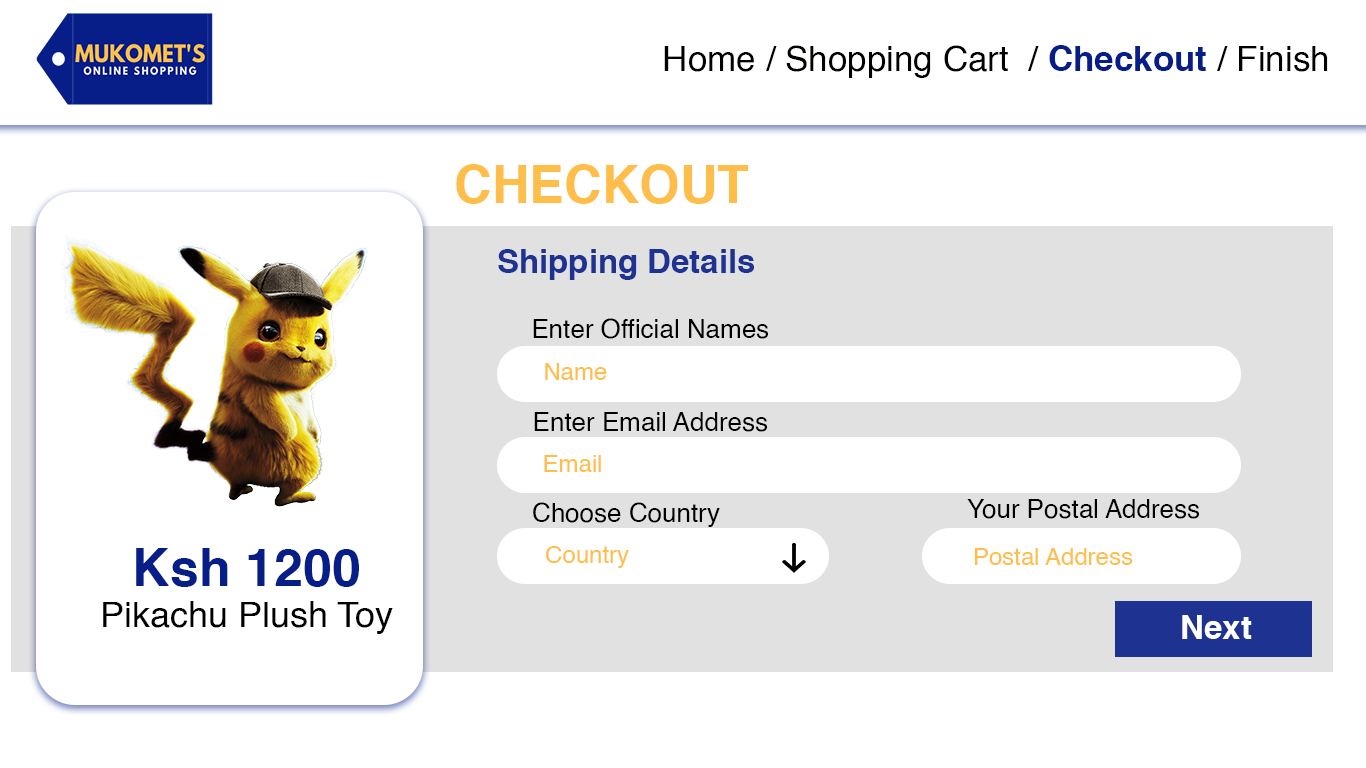 MUKOMET'S
ONLINE SHOPPING
Home / Shopping Cart / Checkout / Finish
CHECKOUT
Shipping Details
Enter Official Names
Name
Enter Email Address
Email
Choose Country
Your Postal Address
Country
Postal Address
Next
Ksh 1200
Pikachu Plush Toy